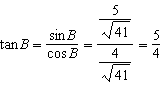 tan B = sin B / cos B = (5/√41) / (4/√41) = 5/4